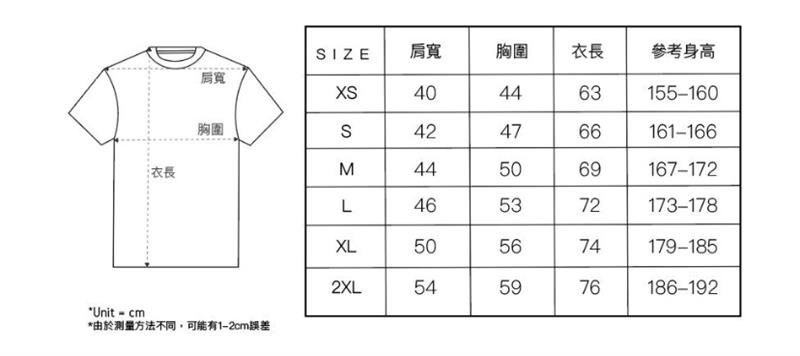 肩寬
胸圍
衣長
*Unit = cm
*由於測量方法不同，可能有1-2cm誤差
SIZE 肩寬 胸圍 衣長 參考身高
XS 40 44 63 155–160
S 42 47 66 161–166
M 44 50 69 167–172
L 46 53 72 173–178
XL 50 56 74 179–185
2XL 54 59 76 186–192